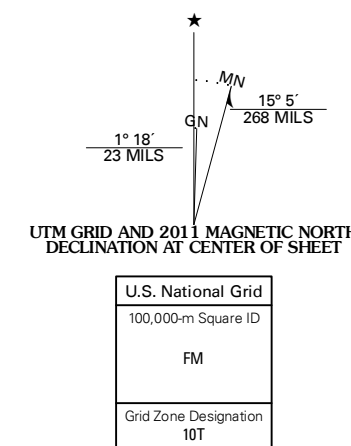 ★
MN
15° 5´
268 MILS
GN
1° 18´
23 MILS
UTM GRID AND 2011 MAGNETIC NORTH
DECLINATION AT CENTER OF SHEET
U.S. National Grid
100,000-m Square ID
FM
Grid Zone Designation
10T